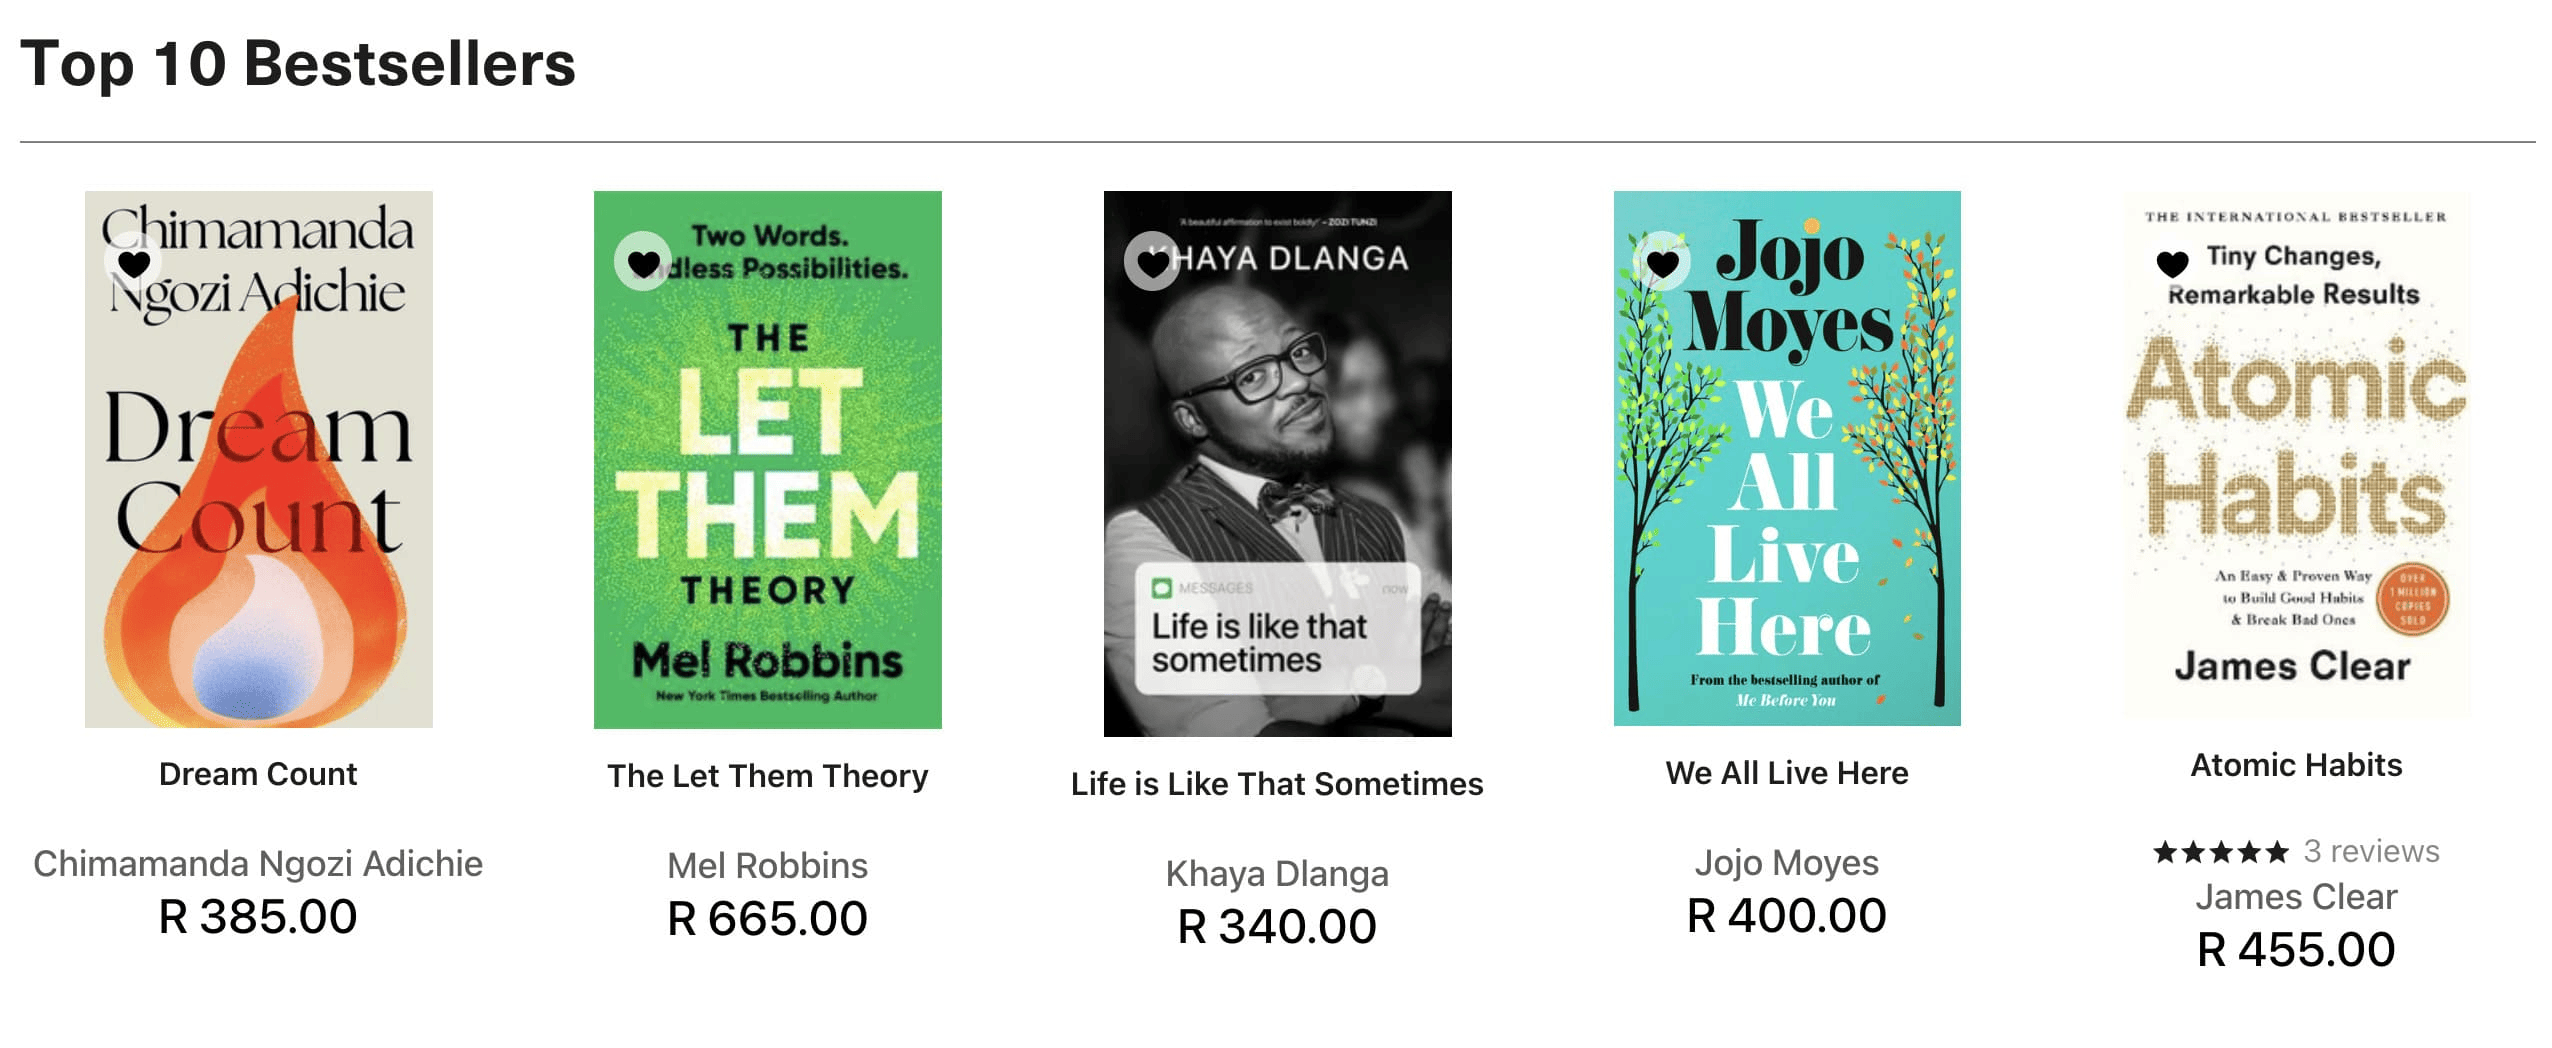 Top 10 Bestsellers
Chimamanda
Ngozi Adichie
Dream
Count
Dream Count
Chimamanda Ngozi Adichie
R 385.00
Two Words.
dless Possibilities.
THE
LET
THEM
THEORY
Mel Robbins
New York Times Bestselling Author
The Let Them Theory
Mel Robbins
R 665.00
'A beautiful affirmation to exist boldly' – ZOZI TUNZI
KHAYA DLANGA
MESSAGES now
Life is like that
sometimes
Life is Like That Sometimes
Khaya Dlanga
R 340.00
Jojo
Moyes
We
All
Live
Here
From the bestselling author of
Me Before You
We All Live Here
Jojo Moyes
R 400.00
THE INTERNATIONAL BESTSELLER
Tiny Changes,
Remarkable Results
Atomic
Habits
An Easy & Proven Way
to Build Good Habits
& Break Bad Ones
OVER
1 MILLION
COPIES
SOLD
James Clear
Atomic Habits
★★★★★ 3 reviews
James Clear
R 455.00